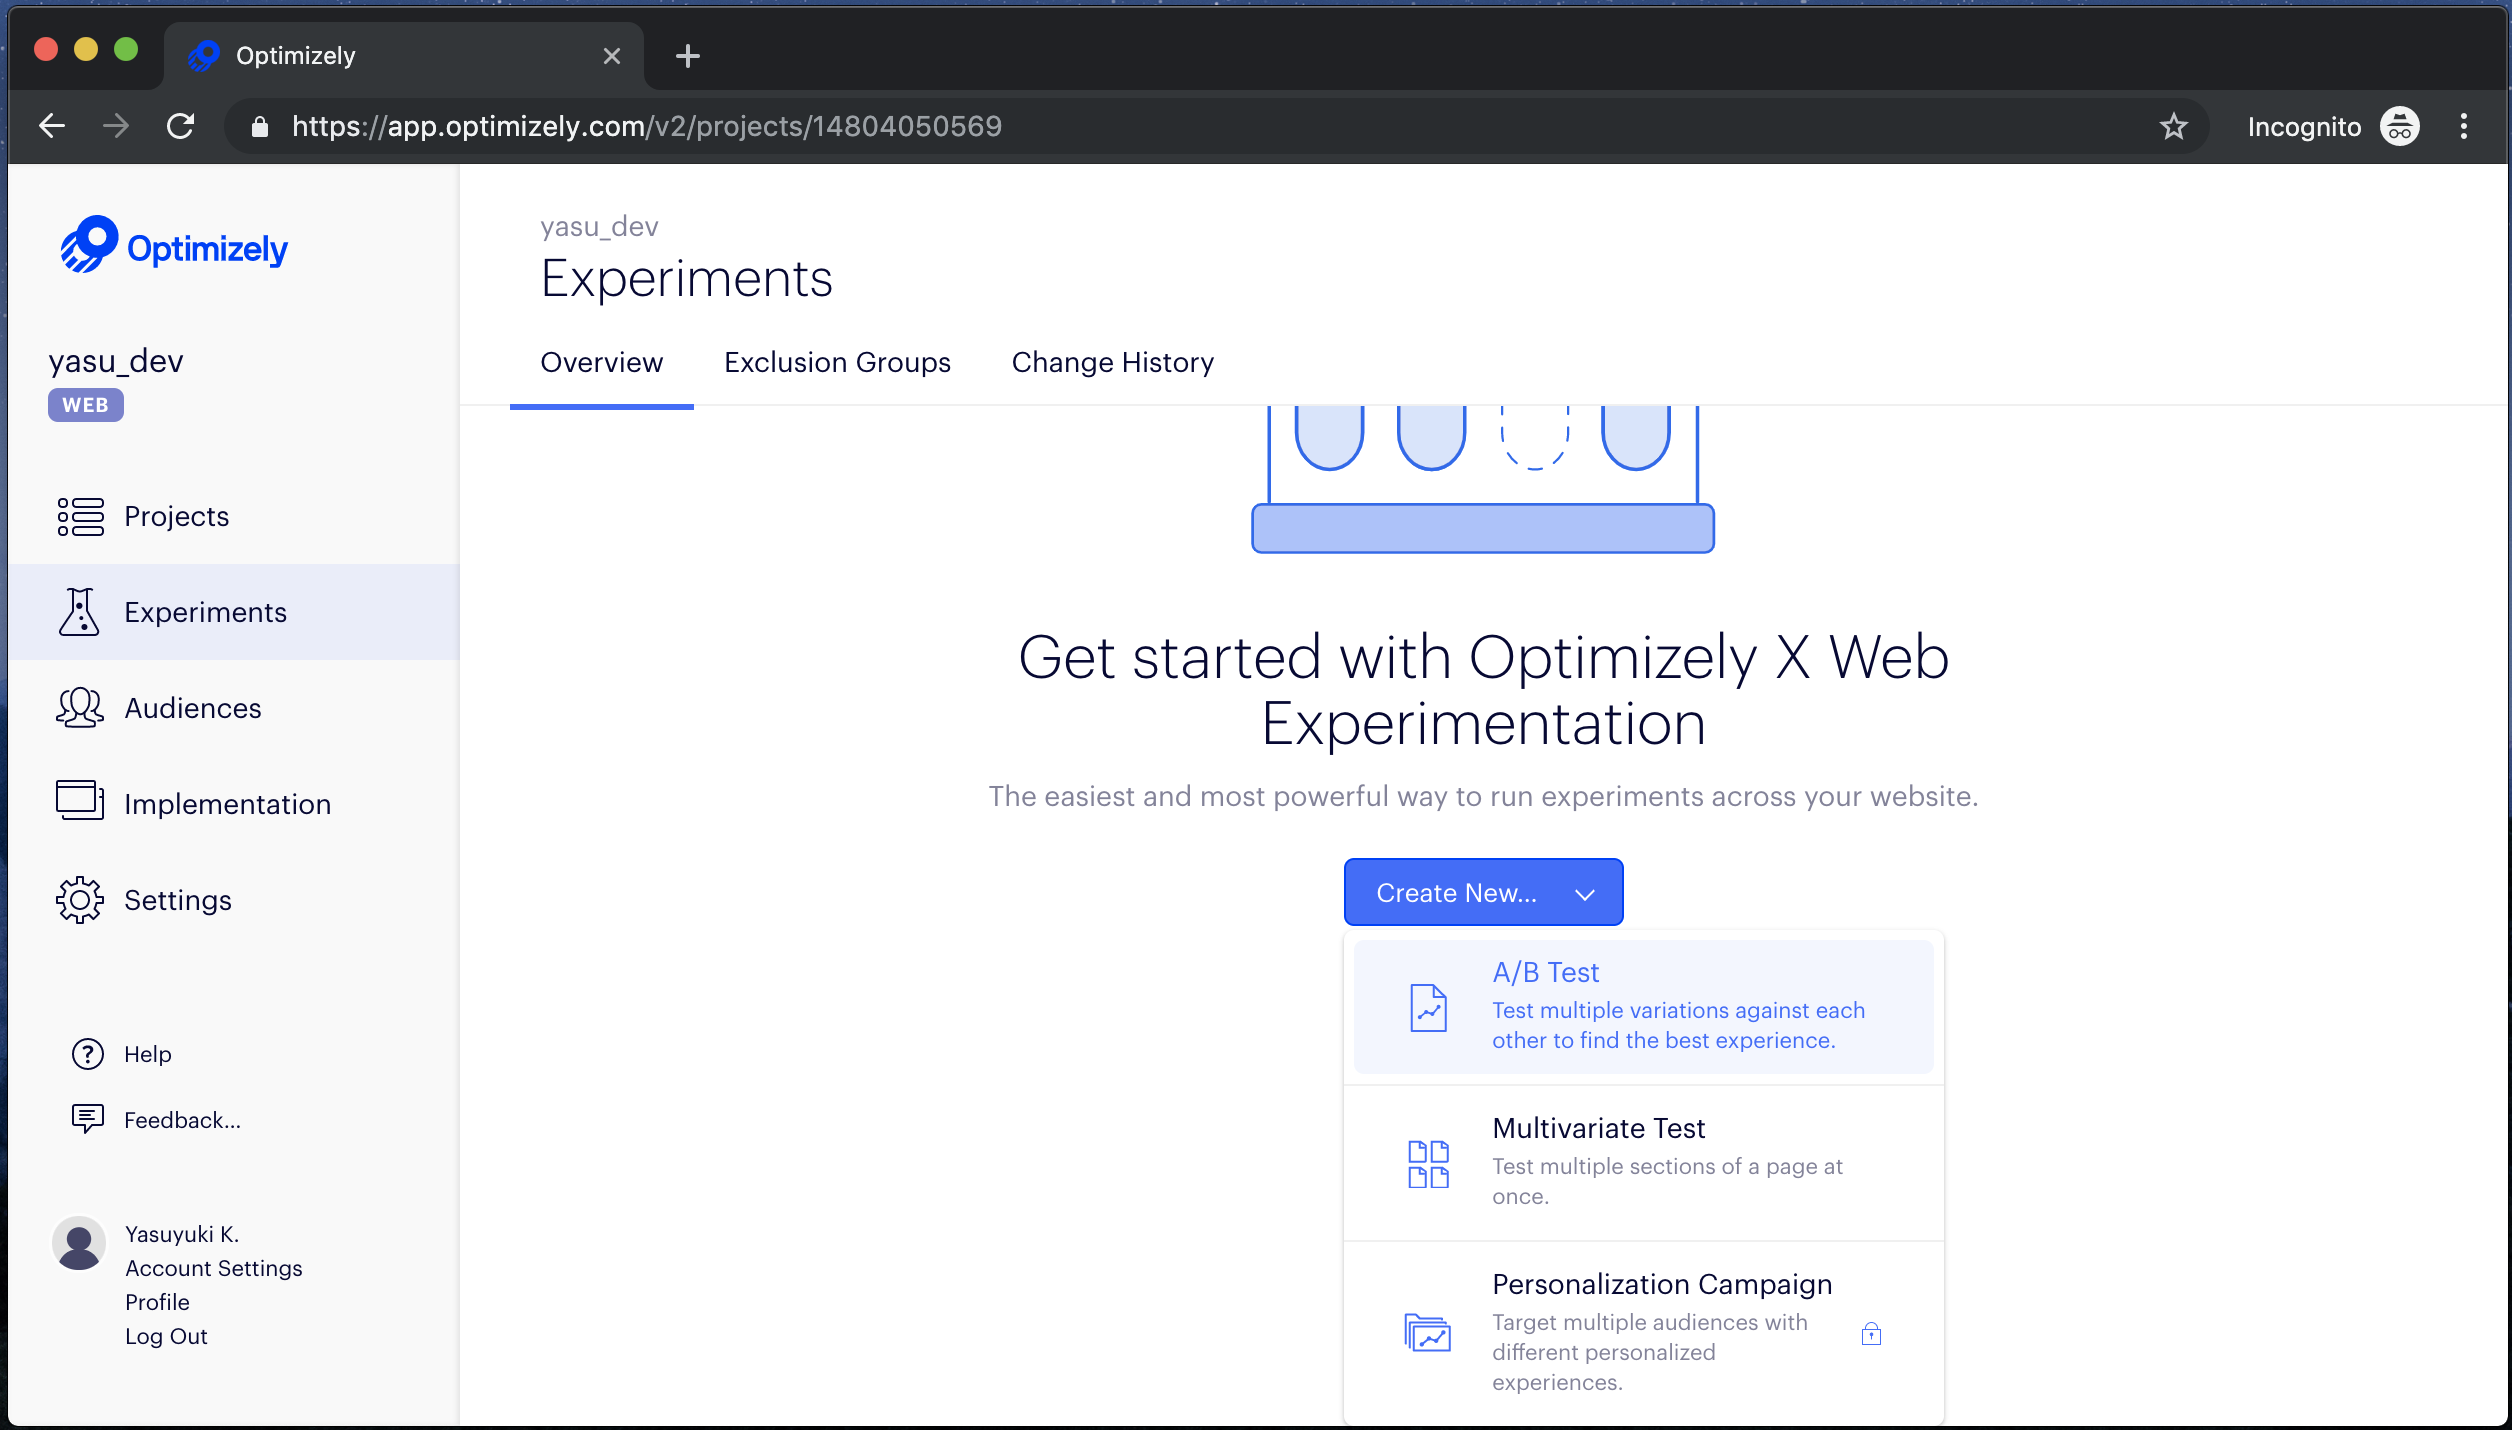 Optimizely
https://app.optimizely.com/v2/projects/14804050569
Incognito
Optimizely
yasu_dev
WEB
Projects
Experiments
Audiences
Implementation
Settings
Help
Feedback...
Yasuyuki K.
Account Settings
Profile
Log Out
yasu_dev
Experiments
Overview
Exclusion Groups
Change History
Get started with Optimizely X Web
Experimentation
The easiest and most powerful way to run experiments across your website.
Create New...
A/B Test
Test multiple variations against each
other to find the best experience.
Multivariate Test
Test multiple sections of a page at
once.
Personalization Campaign
Target multiple audiences with
different personalized
experiences.